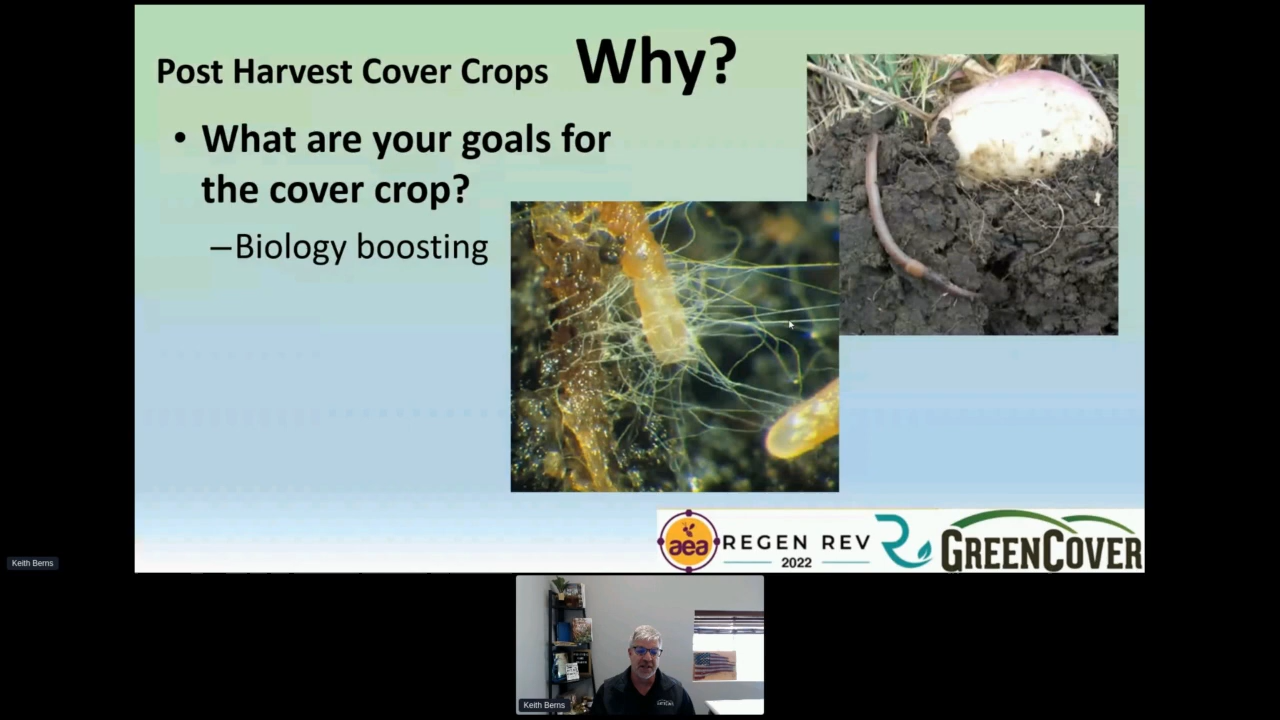 Post Harvest Cover Crops Why?
• What are your goals for
the cover crop?
–Biology boosting
aea
REGEN REV
2022
GREENCOVER
Keith Berns
Keith Berns